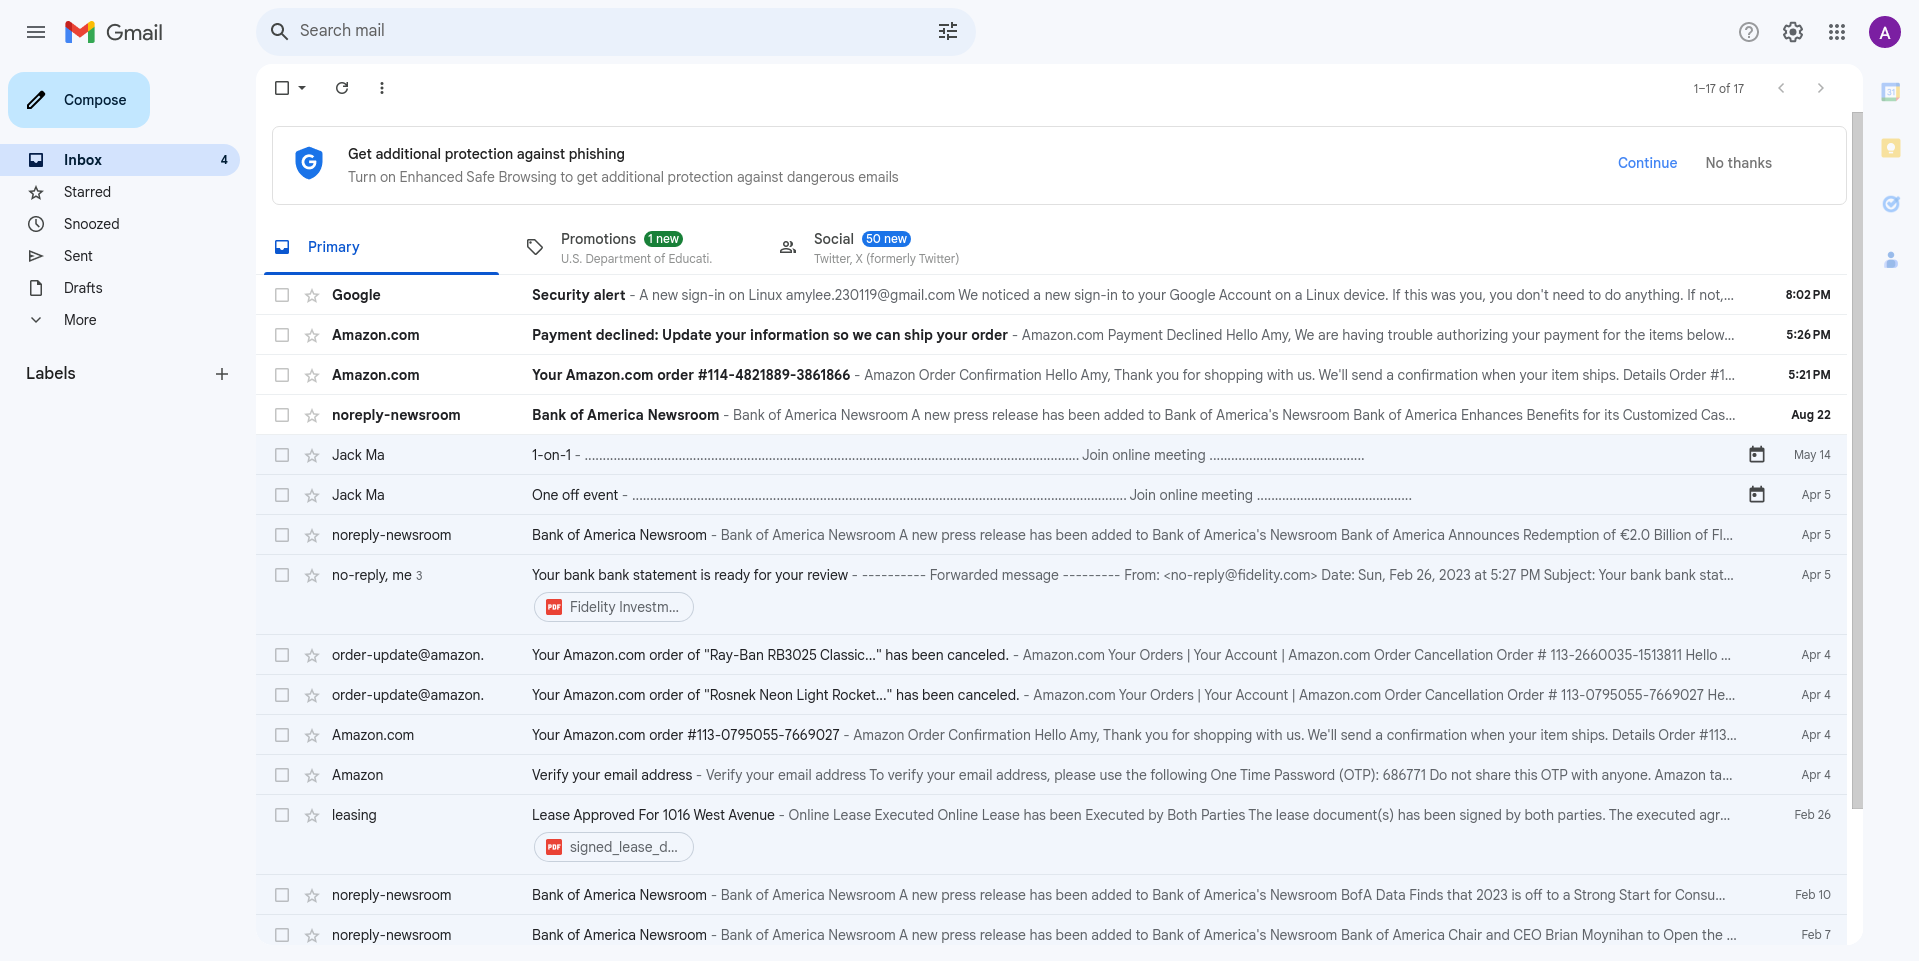 Gmail
Search mail
A
Compose
Inbox 4
Starred
Snoozed
Sent
Drafts
More
Labels
1–17 of 17
31
G
Get additional protection against phishing
Turn on Enhanced Safe Browsing to get additional protection against dangerous emails
Continue No thanks
Primary
Promotions 1 new
U.S. Department of Educati.
Social 50 new
Twitter, X (formerly Twitter)
Google Security alert - A new sign-in on Linux amylee.230119@gmail.com We noticed a new sign-in to your Google Account on a Linux device. If this was you, you don't need to do anything. If not,... 8:02 PM
Amazon.com Payment declined: Update your information so we can ship your order - Amazon.com Payment Declined Hello Amy, We are having trouble authorizing your payment for the items below... 5:26 PM
Amazon.com Your Amazon.com order #114-4821889-3861866 - Amazon Order Confirmation Hello Amy, Thank you for shopping with us. We'll send a confirmation when your item ships. Details Order #1... 5:21 PM
noreply-newsroom Bank of America Newsroom - Bank of America Newsroom A new press release has been added to Bank of America's Newsroom Bank of America Enhances Benefits for its Customized Cas... Aug 22
Jack Ma 1-on-1 - ........................................................................................................................ Join online meeting .......................................... May 14
Jack Ma One off event - ........................................................................................................................ Join online meeting .......................................... Apr 5
noreply-newsroom Bank of America Newsroom - Bank of America Newsroom A new press release has been added to Bank of America's Newsroom Bank of America Announces Redemption of €2.0 Billion of Fl... Apr 5
no-reply, me 3 Your bank bank statement is ready for your review - ---------- Forwarded message --------- From: <no-reply@fidelity.com> Date: Sun, Feb 26, 2023 at 5:27 PM Subject: Your bank bank stat... Apr 5
PDF Fidelity Investm...
order-update@amazon. Your Amazon.com order of "Ray-Ban RB3025 Classic..." has been canceled. - Amazon.com Your Orders | Your Account | Amazon.com Order Cancellation Order # 113-2660035-1513811 Hello ... Apr 4
order-update@amazon. Your Amazon.com order of "Rosnek Neon Light Rocket..." has been canceled. - Amazon.com Your Orders | Your Account | Amazon.com Order Cancellation Order # 113-0795055-7669027 He... Apr 4
Amazon.com Your Amazon.com order #113-0795055-7669027 - Amazon Order Confirmation Hello Amy, Thank you for shopping with us. We'll send a confirmation when your item ships. Details Order #113... Apr 4
Amazon Verify your email address - Verify your email address To verify your email address, please use the following One Time Password (OTP): 686771 Do not share this OTP with anyone. Amazon ta... Apr 4
leasing Lease Approved For 1016 West Avenue - Online Lease Executed Online Lease has been Executed by Both Parties The lease document(s) has been signed by both parties. The executed agr... Feb 26
PDF signed_lease_d...
noreply-newsroom Bank of America Newsroom - Bank of America Newsroom A new press release has been added to Bank of America's Newsroom BofA Data Finds that 2023 is off to a Strong Start for Consu... Feb 10
noreply-newsroom Bank of America Newsroom - Bank of America Newsroom A new press release has been added to Bank of America's Newsroom Bank of America Chair and CEO Brian Moynihan to Open the ... Feb 7